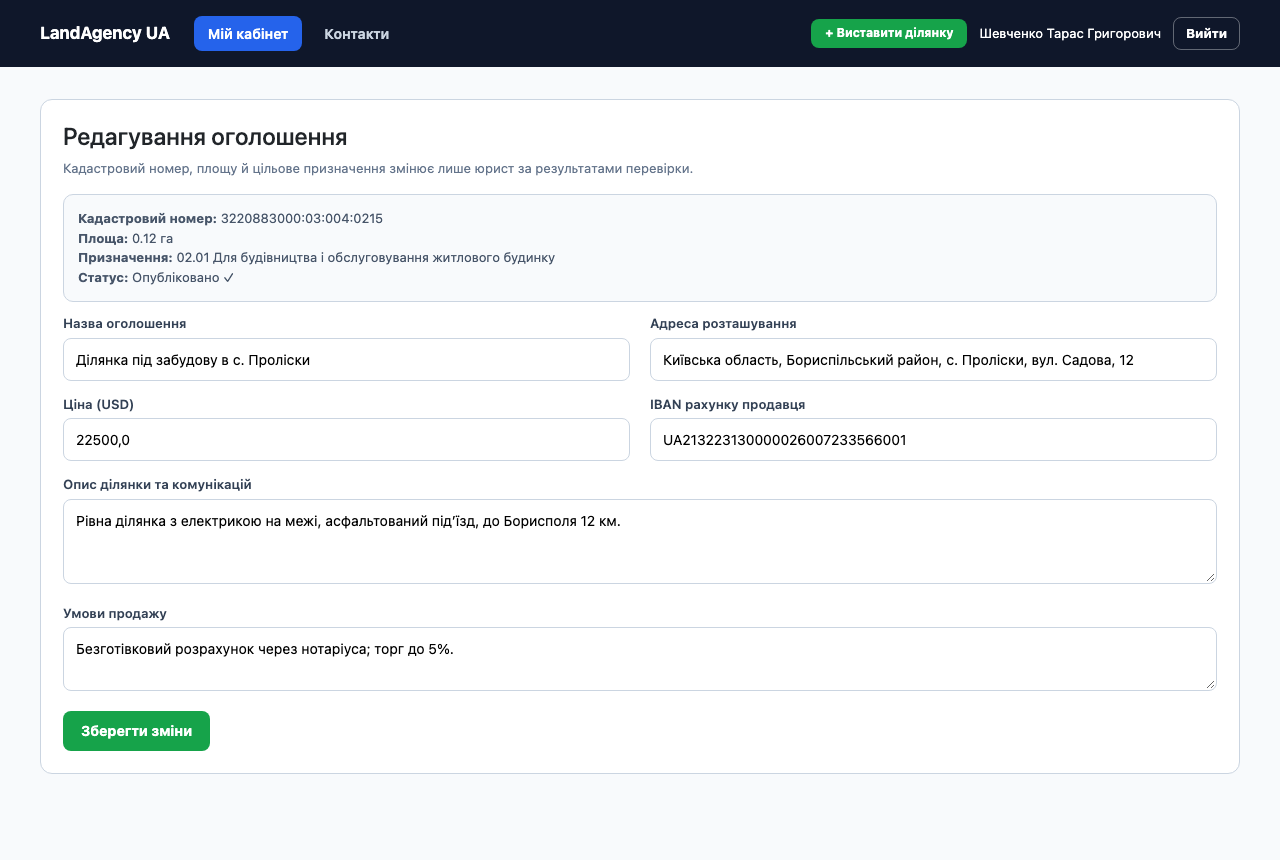 LandAgency UA
Мій кабінет
Контакти
+ Виставити ділянку
Шевченко Тарас Григорович
Вийти
Редагування оголошення
Кадастровий номер, площу й цільове призначення змінює лише юрист за результатами перевірки.
Кадастровий номер: 3220883000:03:004:0215
Площа: 0.12 га
Призначення: 02.01 Для будівництва і обслуговування житлового будинку
Статус: Опубліковано ✓
Назва оголошення
Ділянка під забудову в с. Проліски
Адреса розташування
Київська область, Бориспільський район, с. Проліски, вул. Садова, 12
Ціна (USD)
22500,0
IBAN рахунку продавця
UA213223130000026007233566001
Опис ділянки та комунікацій
Рівна ділянка з електрикою на межі, асфальтований під’їзд, до Борисполя 12 км.
Умови продажу
Безготівковий розрахунок через нотаріуса; торг до 5%.
Зберегти зміни